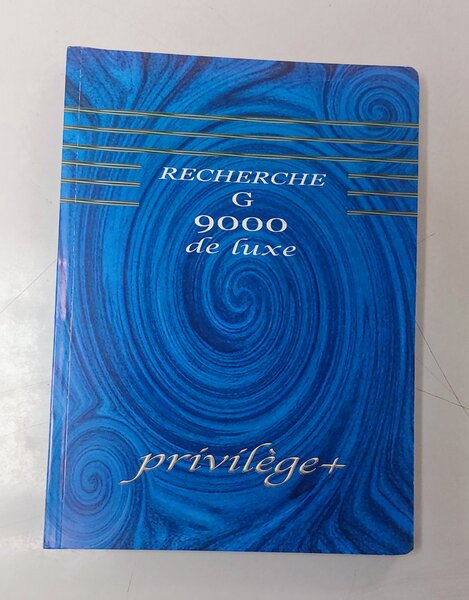 RECHERCHE
G
9000
de luxe
privilège+